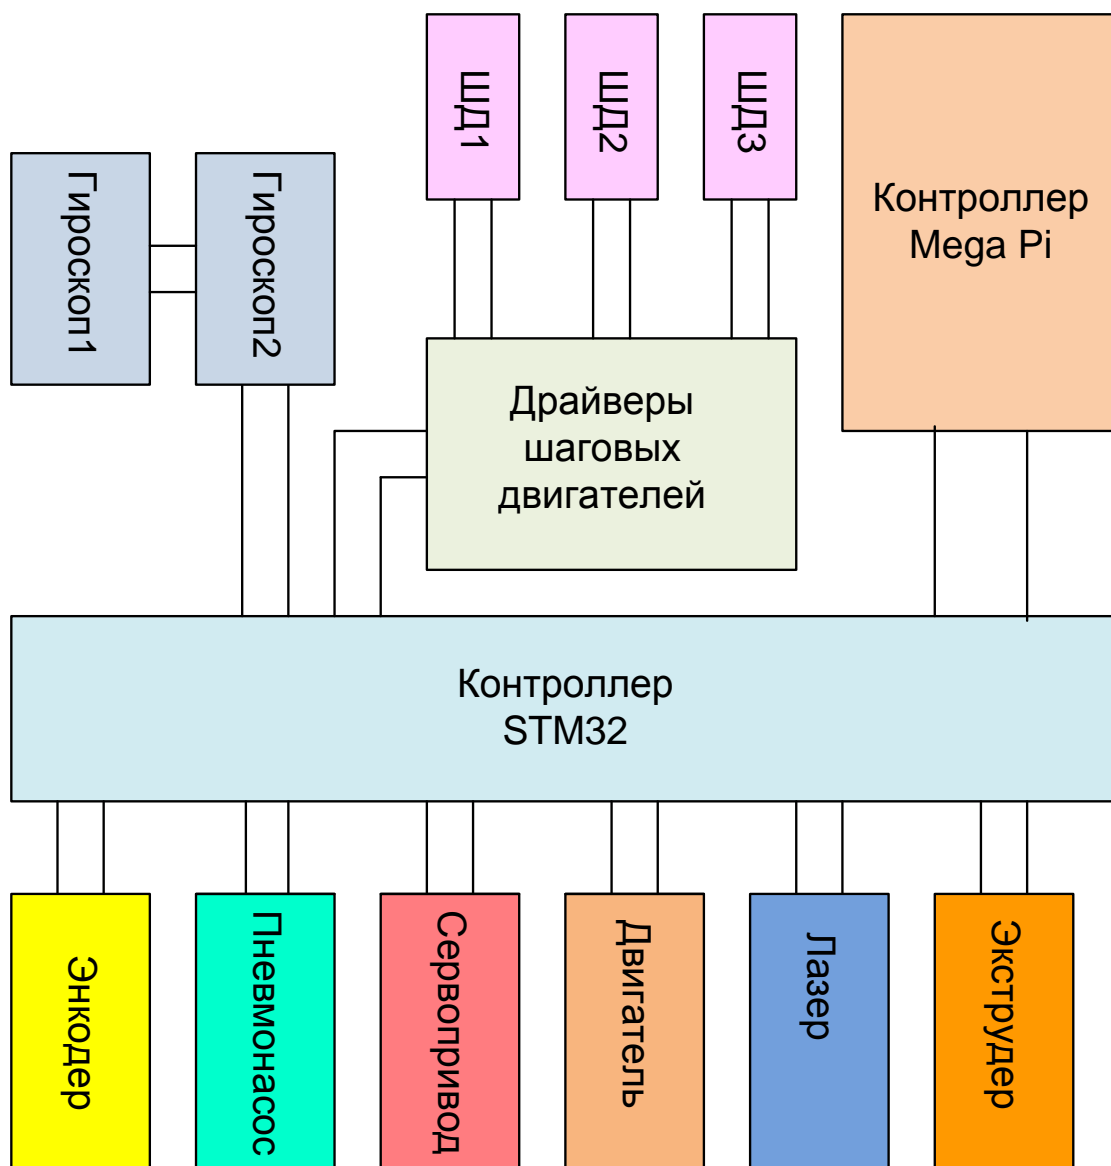 ШД1
ШД2
ШД3
Контроллер
Mega Pi
Гироскоп1
Гироскоп2
Драйверы
шаговых
двигателей
Контроллер
STM32
Энкодер
Пневмонасос
Сервопривод
Двигатель
Лазер
Экструдер